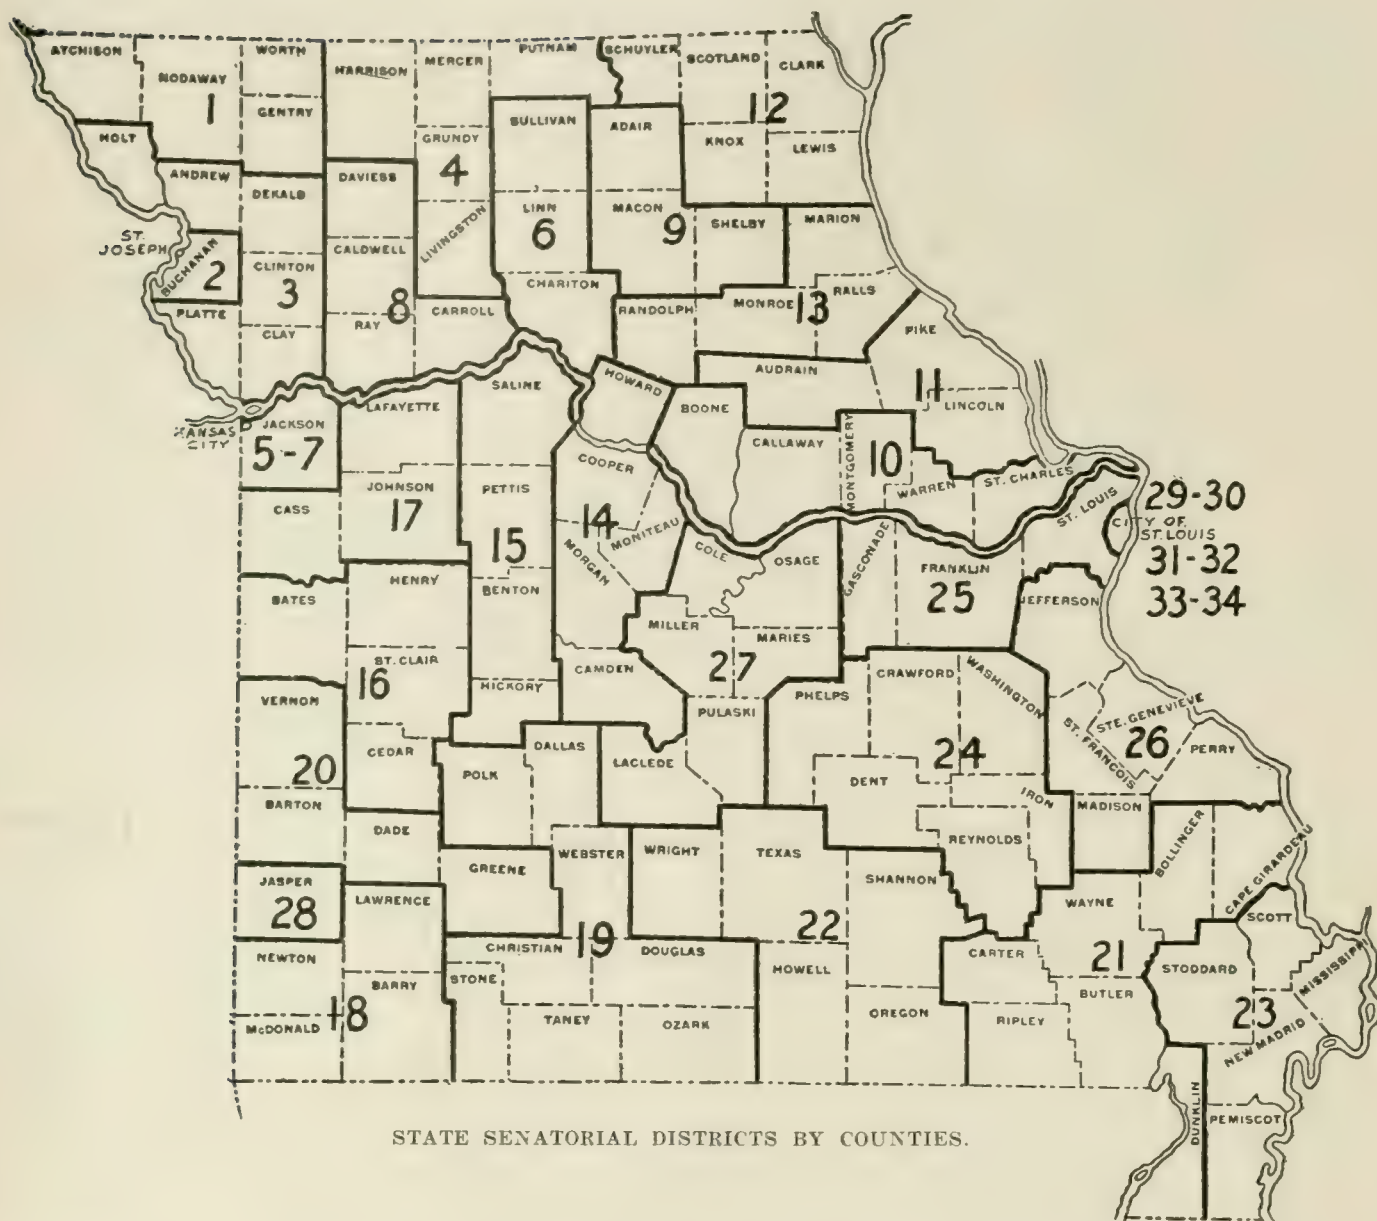 ATCHISON
NODAWAY
WORTH
HARRISON
MERCER
PUTNAM
SCHUYLER
SCOTLAND
CLARK
1
GENTRY
12
HOLT
GRUNDY
SULLIVAN
ADAIR
KNOX
LEWIS
ANDREW
DEKALB
DAVIESS
4
LINN
MACON
SHELBY
MARION
ST.
JOSEPH
BUCHANAN
2
CLINTON
3
CALDWELL
LIVINGSTON
6
9
CHARITON
PLATTE
CLAY
8
RAY
CARROLL
RANDOLPH
MONROE
13
RALLS
PIKE
SALINE
HOWARD
AUDRAIN
11
LINCOLN
KANSAS
CITY
JACKSON
5-7
LAFAYETTE
BOONE
CALLAWAY
MONTGOMERY
10
WARREN
ST. CHARLES
ST. LOUIS
CITY OF
ST. LOUIS
29-30
31-32
33-34
CASS
JOHNSON
17
PETTIS
15
COOPER
14
MONITEAU
MORGAN
COLE
OSAGE
GASCONADE
FRANKLIN
25
JEFFERSON
BATES
HENRY
BENTON
MILLER
MARIES
27
ST. CLAIR
16
HICKORY
CAMDEN
PULASKI
PHELPS
CRAWFORD
WASHINGTON
STE. GENEVIEVE
ST. FRANCOIS
26
PERRY
VERNON
20
CEDAR
POLK
DALLAS
LACLEDE
24
DENT
IRON
MADISON
BARTON
DADE
GREENE
WEBSTER
WRIGHT
TEXAS
REYNOLDS
BOLLINGER
CAPE GIRARDEAU
JASPER
28
LAWRENCE
SHANNON
WAYNE
SCOTT
MISSISSIPPI
NEWTON
CHRISTIAN
19
DOUGLAS
22
HOWELL
CARTER
21
STODDARD
McDONALD
18
BARRY
STONE
TANEY
OZARK
OREGON
RIPLEY
BUTLER
23
NEW MADRID
DUNKLIN
PEMISCOT
STATE SENATORIAL DISTRICTS BY COUNTIES.